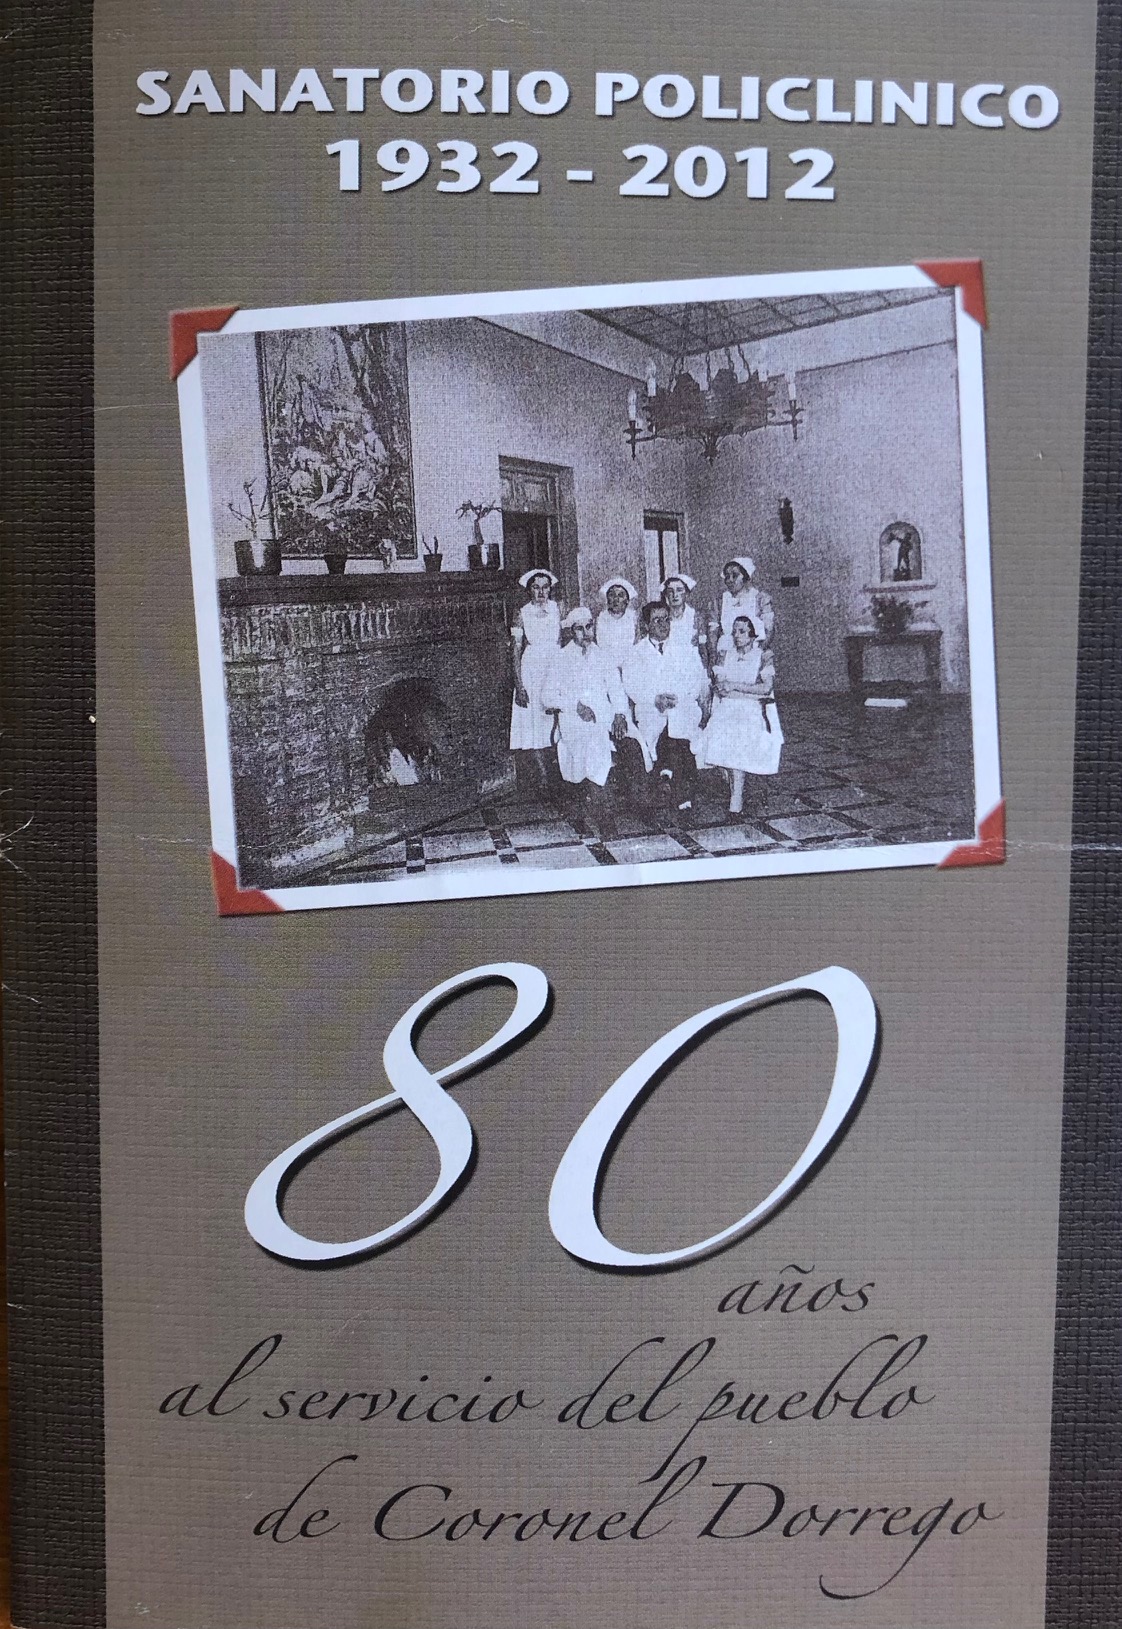 SANATORIO POLICLINICO
1932 - 2012
80
años
al servicio del pueblo
de Coronel Dorrego